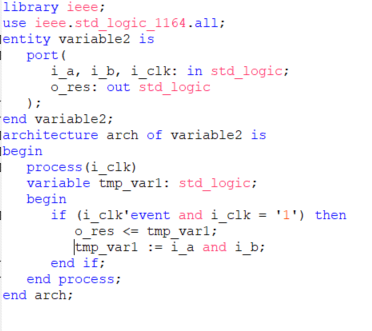 library ieee;
use ieee.std_logic_1164.all;
entity variable2 is
   port(
      i_a, i_b, i_clk: in std_logic;
      o_res: out std_logic
   );
end variable2;
architecture arch of variable2 is
begin
   process(i_clk)
   variable tmp_var1: std_logic;
   begin
      if (i_clk'event and i_clk = '1') then
         o_res <= tmp_var1;
         tmp_var1 := i_a and i_b;
      end if;
   end process;
end arch;